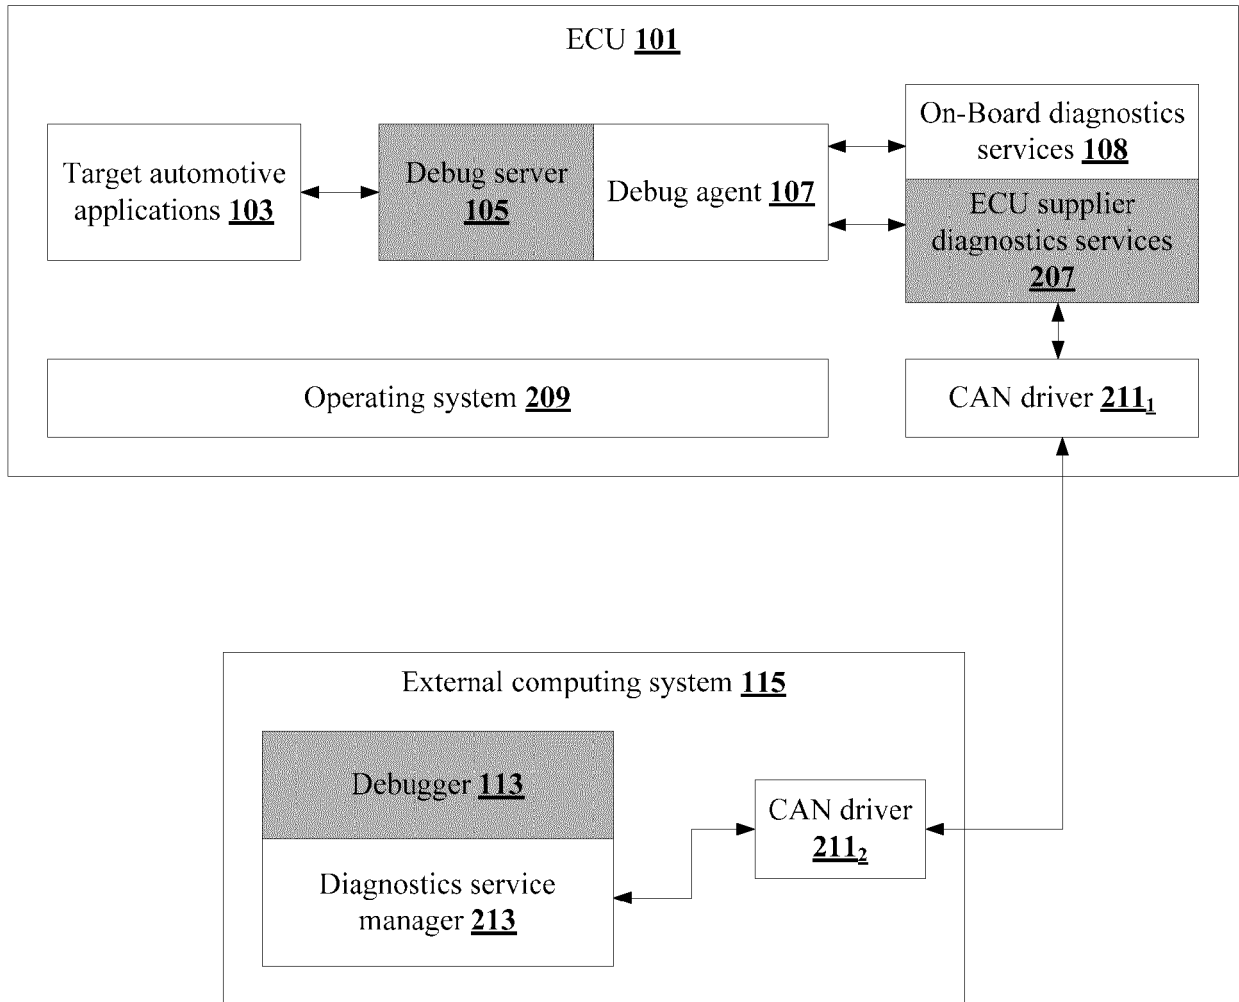 ECU 101
On-Board diagnostics
services 108
Target automotive
applications 103
Debug server
105
Debug agent 107
ECU supplier
diagnostics services
207
Operating system 209
CAN driver 211₁
External computing system 115
Debugger 113
CAN driver
211₂
Diagnostics service
manager 213